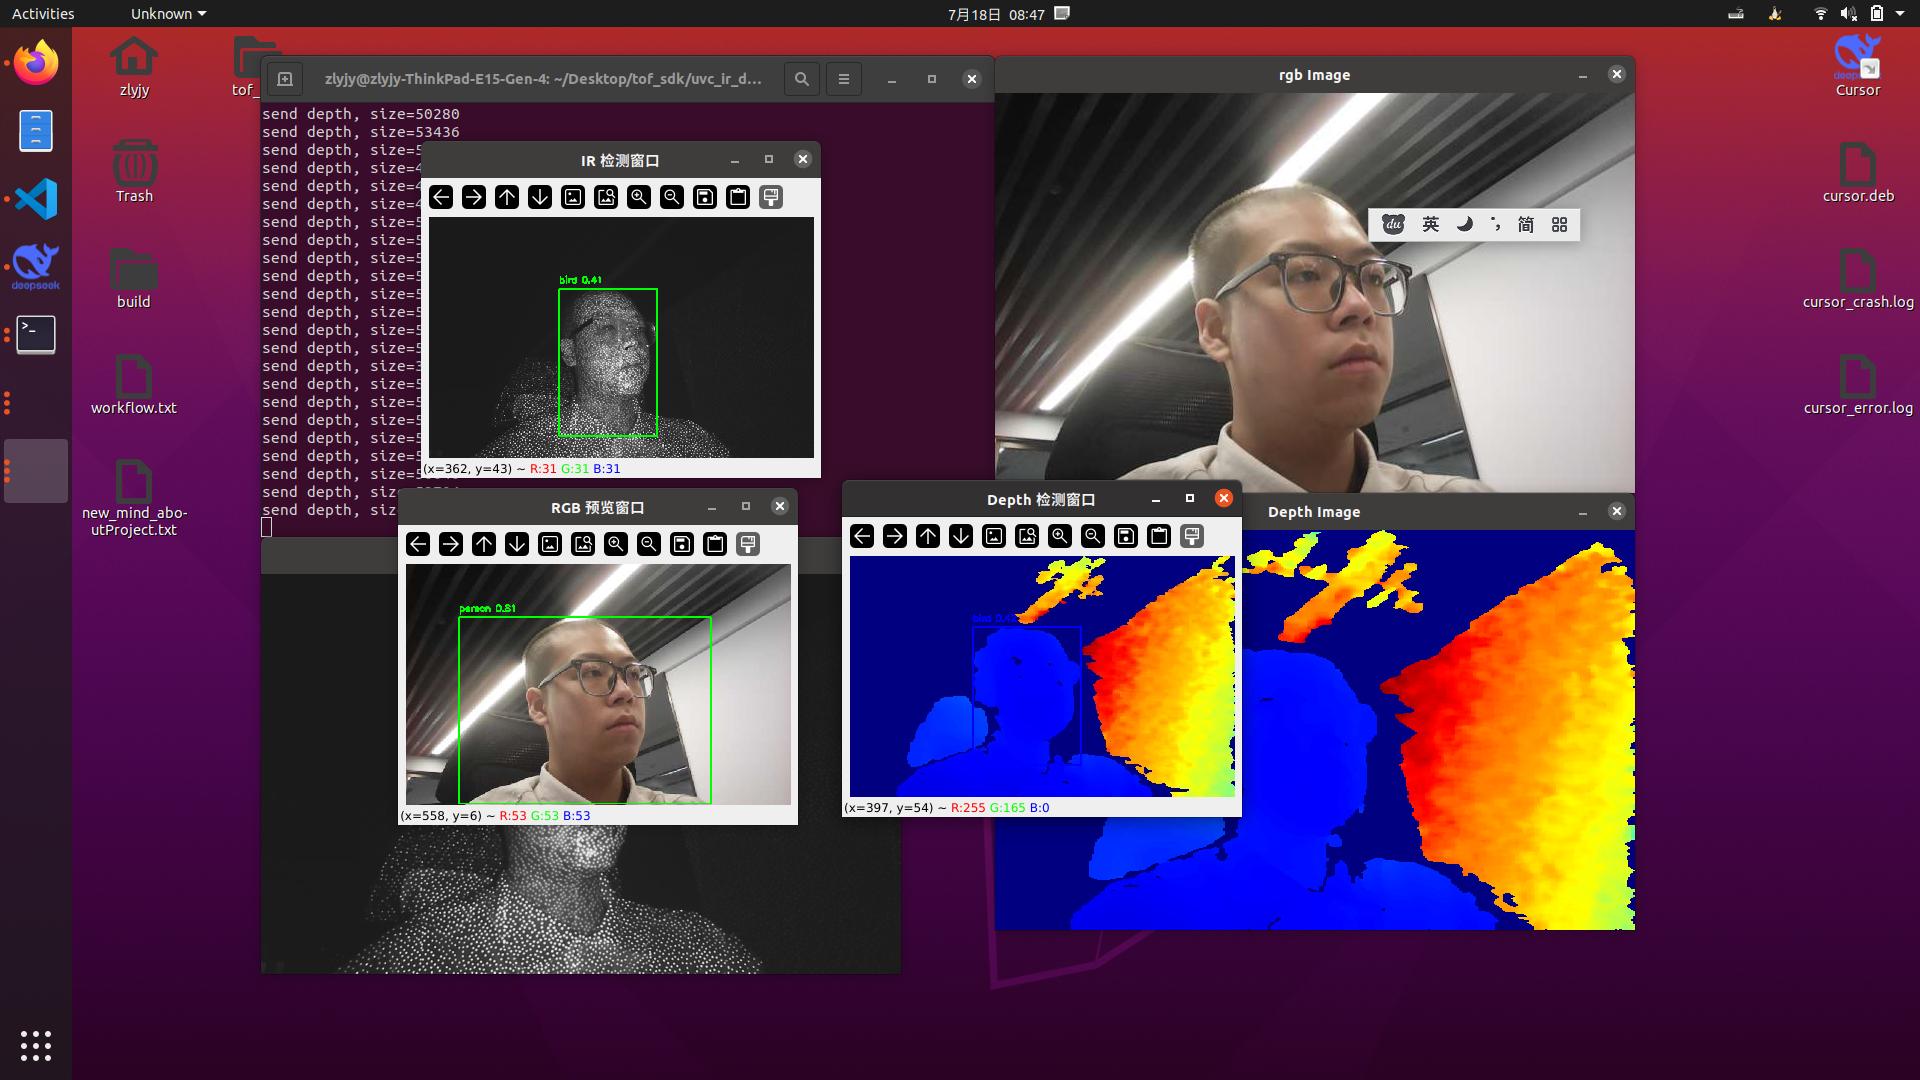 Activities
Unknown
7月18日 08:47
zlyjy
Trash
build
workflow.txt
new_mind_abo-
utProject.txt
tof_
deepseek
zlyjy@zlyjy-ThinkPad-E15-Gen-4: ~/Desktop/tof_sdk/uvc_ir_d...
send depth, size=50280
send depth, size=53436
send depth, size=5
send depth, size=4
send depth, size=4
send depth, size=4
send depth, size=5
send depth, size=5
send depth, size=5
send depth, size=5
send depth, size=5
send depth, size=5
send depth, size=5
send depth, size=5
send depth, size=3
send depth, size=5
send depth, size=5
send depth, size=5
send depth, size=5
send depth, size=5
send depth, size=5
send depth, size=5
send depth, size=5
IR 检测窗口
bird 0.41
(x=362, y=43) ~ R:31 G:31 B:31
RGB 预览窗口
person 0.81
(x=558, y=6) ~ R:53 G:53 B:53
rgb Image
du 英 简
Depth 检测窗口
bird 0.42
(x=397, y=54) ~ R:255 G:165 B:0
Depth Image
Cursor
cursor.deb
cursor_crash.log
cursor_error.log